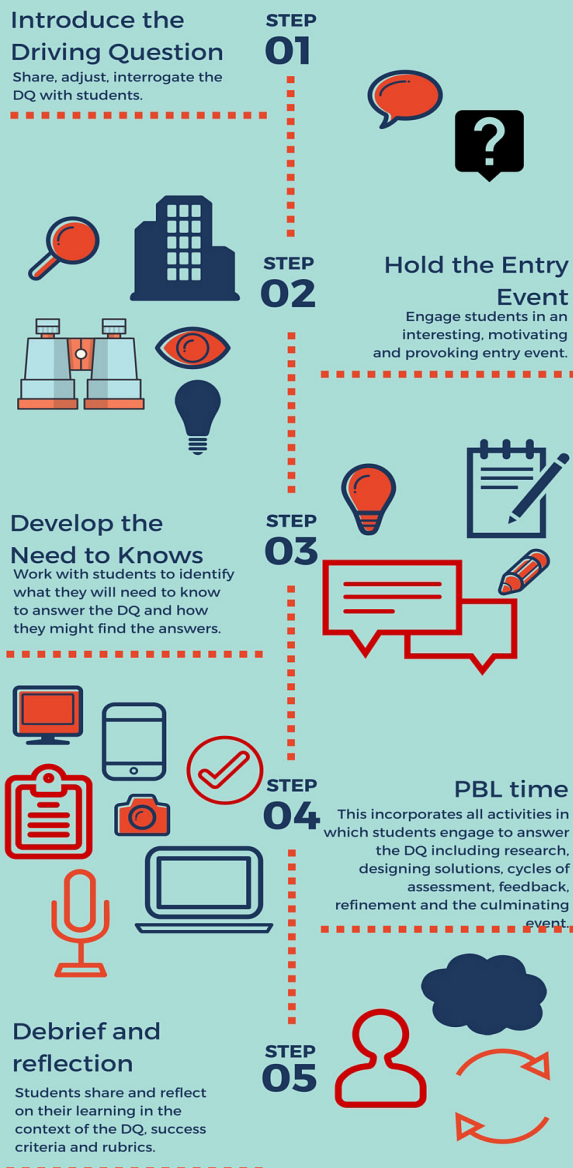 Introduce the
Driving Question
Share, adjust, interrogate the
DQ with students.
STEP
01
?
STEP
02
Hold the Entry
Event
Engage students in an
interesting, motivating
and provoking entry event.
Develop the
Need to Knows
Work with students to identify
what they will need to know
to answer the DQ and how
they might find the answers.
STEP
03
STEP
04
PBL time
This incorporates all activities in
which students engage to answer
the DQ including research,
designing solutions, cycles of
assessment, feedback,
refinement and the culminating
event.
Debrief and
reflection
Students share and reflect
on their learning in the
context of the DQ, success
criteria and rubrics.
STEP
05